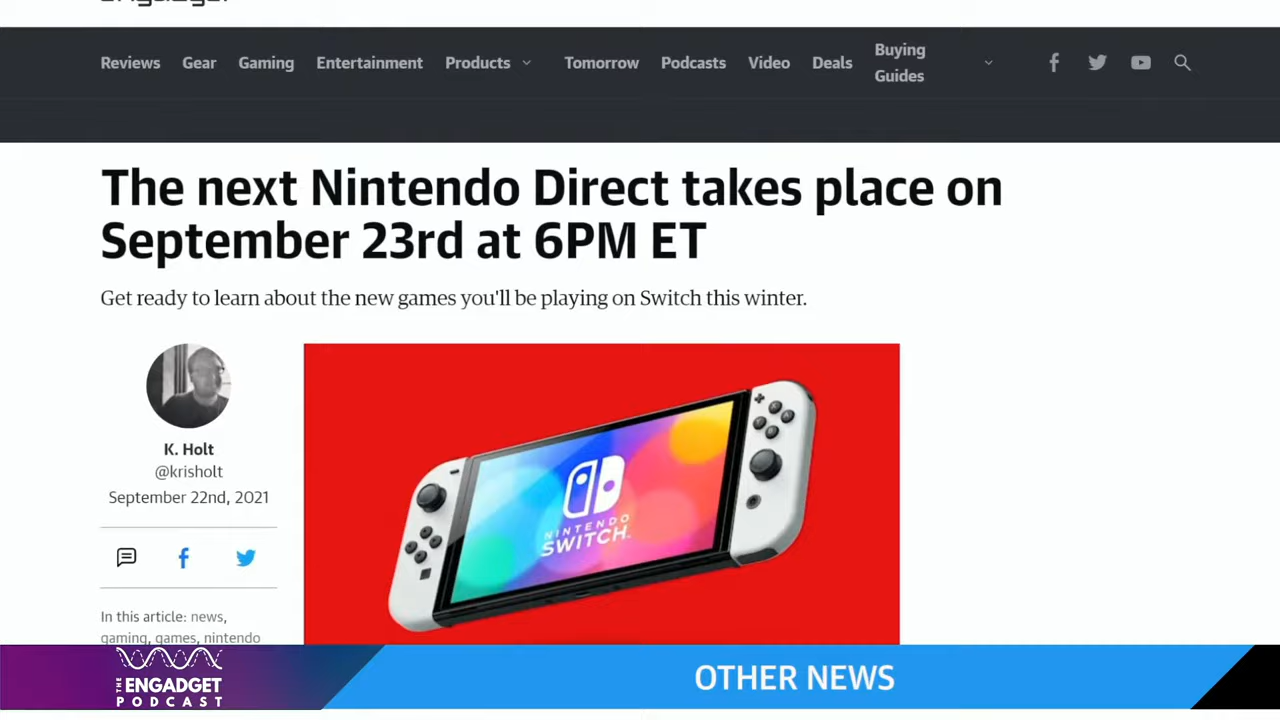 Reviews Gear Gaming Entertainment Products Tomorrow Podcasts Video Deals Buying Guides
The next Nintendo Direct takes place on
September 23rd at 6PM ET
Get ready to learn about the new games you'll be playing on Switch this winter.
K. Holt
@krisholt
September 22nd, 2021
In this article: news,
gaming, games, nintendo
NINTENDO
SWITCH.
THE
ENGADGET
PODCAST
OTHER NEWS